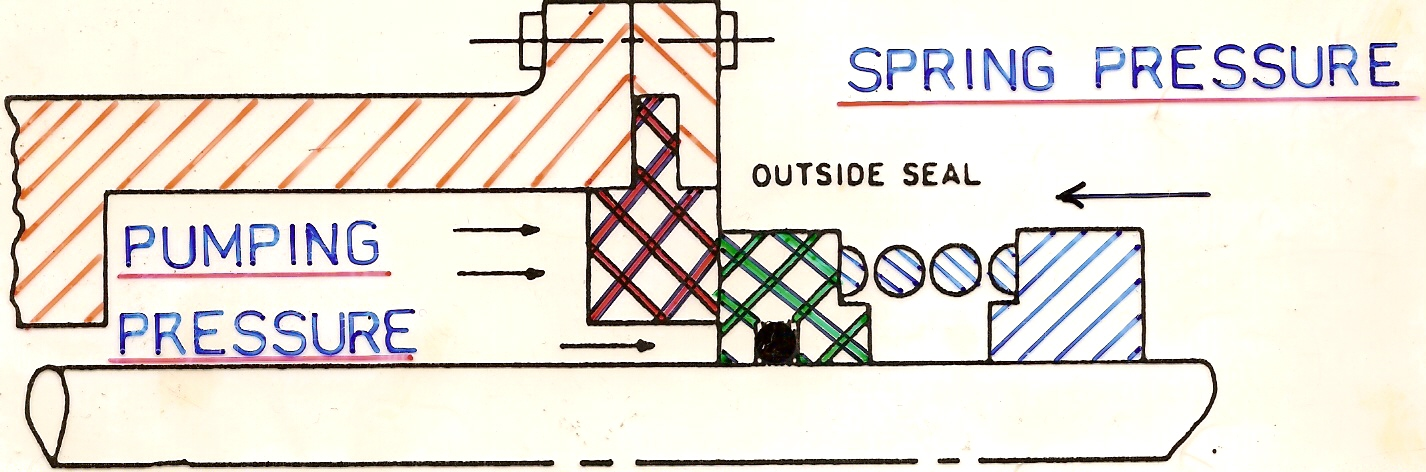 SPRING PRESSURE
OUTSIDE SEAL
PUMPING
PRESSURE